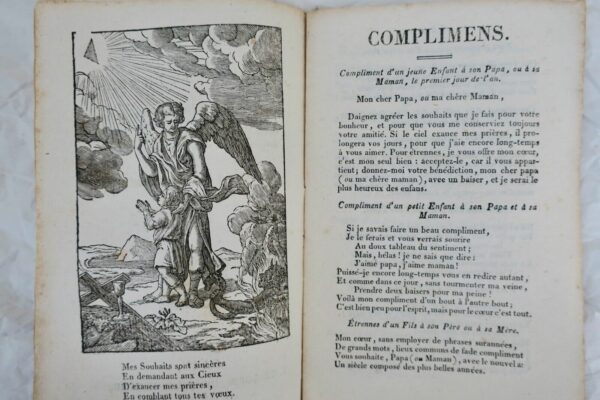 Mes Souhaits sont sincères
En demandant aux Cieux
D'exaucer mes prières,
En comblant tous tes vœux.
COMPLIMENS.
Compliment d'un jeune Enfant à son Papa, ou à sa
Maman, le premier jour de l'an.
Mon cher Papa, ou ma chère Maman,
Daignez agréer les souhaits que je fais pour votre
bonheur, et pour que vous me conserviez toujours
votre amitié. Si le ciel exauce mes prières, il pro-
longera vos jours, pour que j'aie encore long-temps
à vous aimer. Pour étrennes, je vous offre mon cœur,
c'est mon seul bien : acceptez-le, car il vous appar-
tient; donnez-moi votre bénédiction, mon cher papa
(ou ma chère maman), avec un baiser, et je serai le
plus heureux des enfans.
Compliment d'un petit Enfant à son Papa et à sa
Maman.
Si je savais faire un beau compliment,
Je le ferais et vous verrais sourire
Au doux tableau du sentiment;
Mais, hélas! je ne sais que dire :
J'aime papa, j'aime maman!
Puissé-je encore long-temps vous en redire autant,
Et comme dans ce jour, sans tourmenter ma veine,
Prendre deux baisers pour ma peine!
Voilà mon compliment d'un bout à l'autre bout;
C'est bien peu pour l'esprit, mais pour le cœur c'est tout.
Étrennes d'un Fils à son Père ou à sa Mère.
Mon cœur, sans employer de phrases surannées,
De grands mots, lieux communs de fade compliment
Vous souhaite, Papa (ou Maman), avec le nouvel a
Un siècle composé des plus belles années.